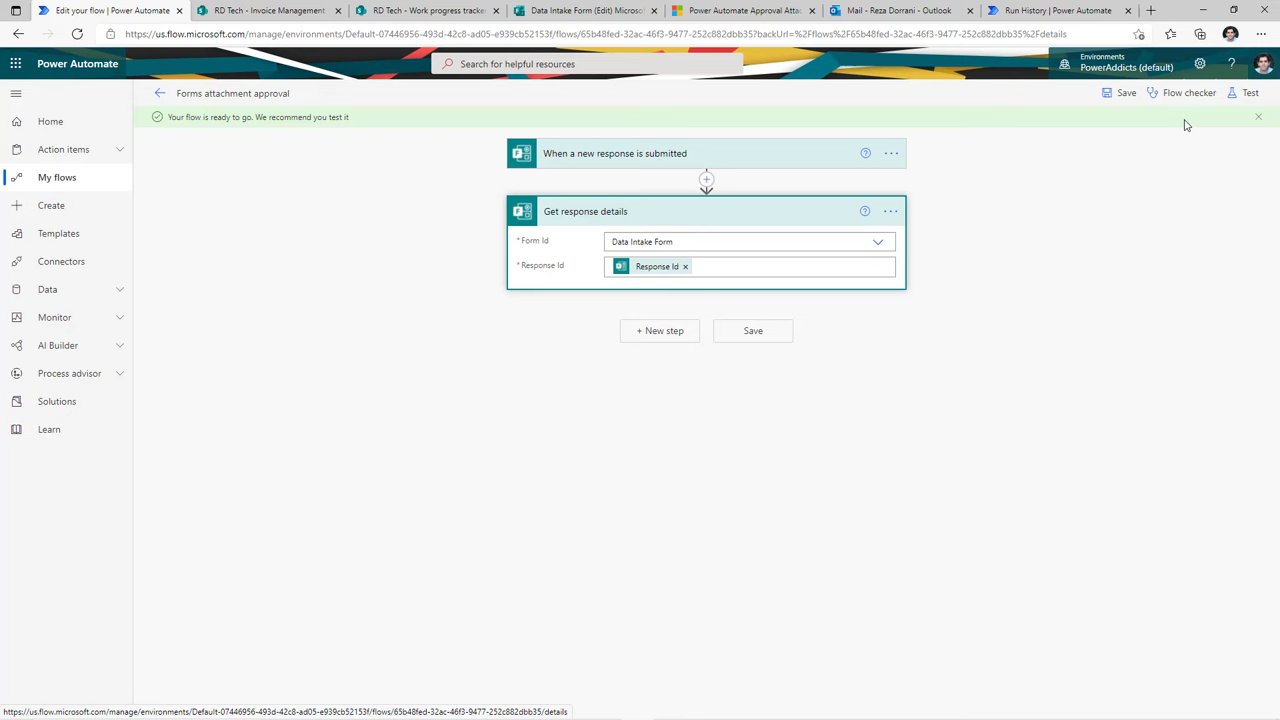 Edit your flow | Power Automate
RD Tech - Invoice Management
RD Tech - Work progress tracker
Data Intake Form (Edit) Microsof
Power Automate Approval Attac
Mail - Reza Dorrani - Outlook
Run History | Power Automate
https://us.flow.microsoft.com/manage/environments/Default-07446956-493d-42c8-ad05-e939cb52153f/flows/65b48fed-32ac-46f3-9477-252c862dbb35?backUrl=%2Fflows%2F65b48fed-32ac-46f3-9477-252c862dbb35%2Fdetails
Power Automate
Search for helpful resources
Environments
PowerAddicts (default)
Forms attachment approval
Save
Flow checker
Test
Your flow is ready to go. We recommend you test it
Home
Action items
My flows
Create
Templates
Connectors
Data
Monitor
AI Builder
Process advisor
Solutions
Learn
When a new response is submitted
Get response details
* Form Id
Data Intake Form
* Response Id
Response Id
+ New step
Save
https://us.flow.microsoft.com/manage/environments/Default-07446956-493d-42c8-ad05-e939cb52153f/flows/65b48fed-32ac-46f3-9477-252c862dbb35/details